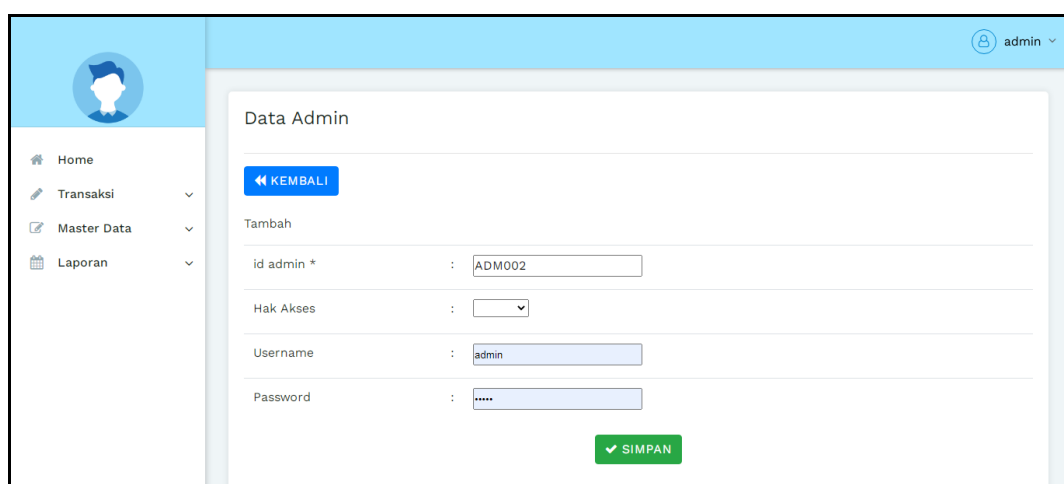 admin
Data Admin
Home
KEMBALI
Transaksi
Tambah
Master Data
Laporan
id admin * : ADM002
Hak Akses :
Username : admin
Password : •••••
SIMPAN